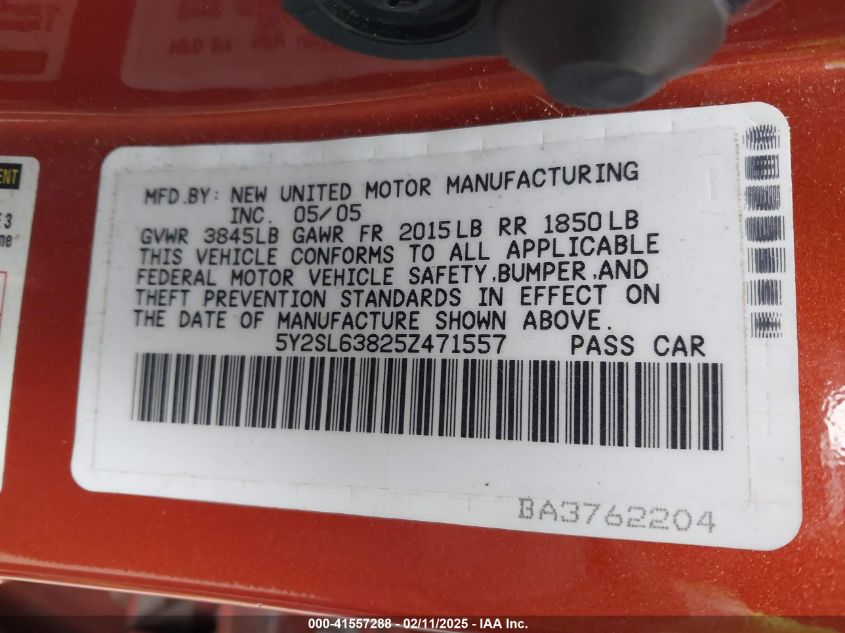 ENT
MFD.BY: NEW UNITED MOTOR MANUFACTURING
INC. 05/05
GVWR 3845LB GAWR FR 2015LB RR 1850LB
THIS VEHICLE CONFORMS TO ALL APPLICABLE
FEDERAL MOTOR VEHICLE SAFETY,BUMPER,AND
THEFT PREVENTION STANDARDS IN EFFECT ON
THE DATE OF MANUFACTURE SHOWN ABOVE.
5Y2SL63825Z471557 PASS CAR
BA3762204
000-41557288 - 02/11/2025 - IAA Inc.